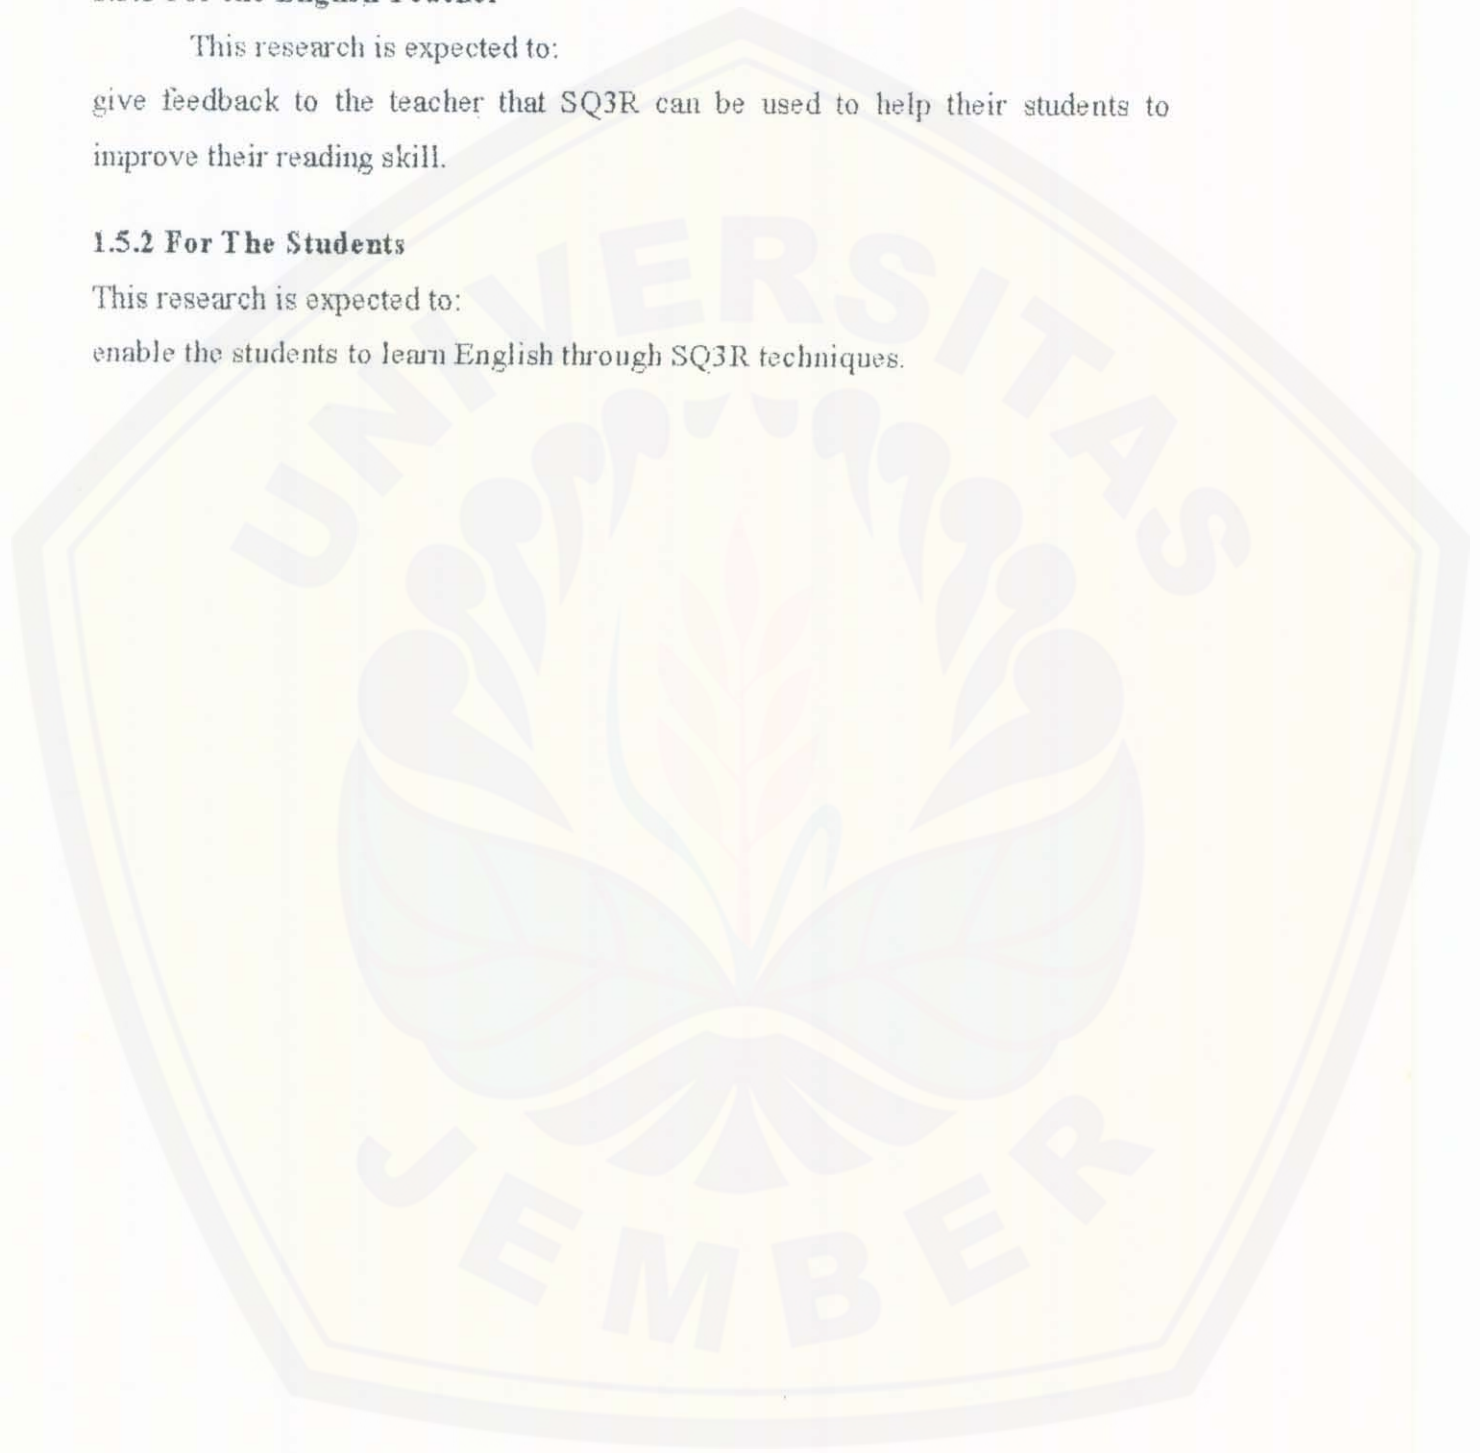 This research is expected to:
give feedback to the teacher that SQ3R can be used to help their students to
improve their reading skill.
1.5.2 For The Students
This research is expected to:
enable the students to learn English through SQ3R techniques.
UNIVERSITAS
JEMBER